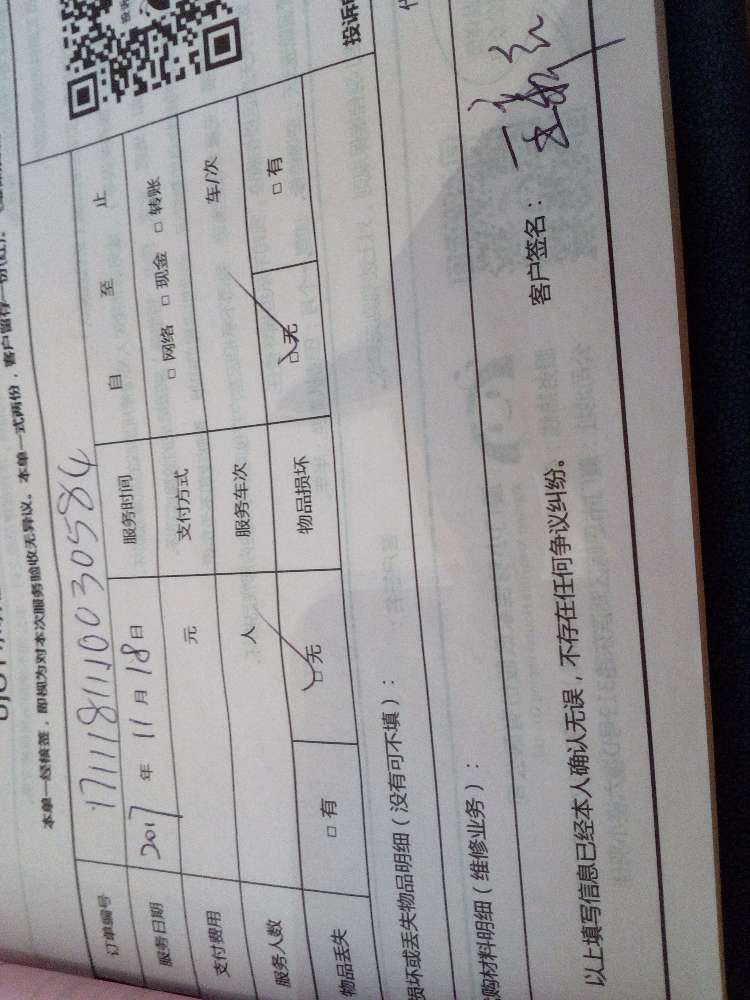 本单一经核签，即视为对本次服务验收无异议。本单一式两份，客户留存一份(红)。
订单编号 171118111003058​4
服务日期 2017 年 11 月 18 日 服务时间 自 至 止
支付费用 元 支付方式 □ 网络 □ 现金 □ 转账
服务人数 人 服务车次 车/次
物品丢失 □ 有 □ 无 物品损坏 □ 无 □ 有
损坏或丢失物品明细（没有可不填）：
购材料明细（维修业务）：
以上填写信息已经本人确认无误，不存在任何争议纠纷。
客户签名：
投诉